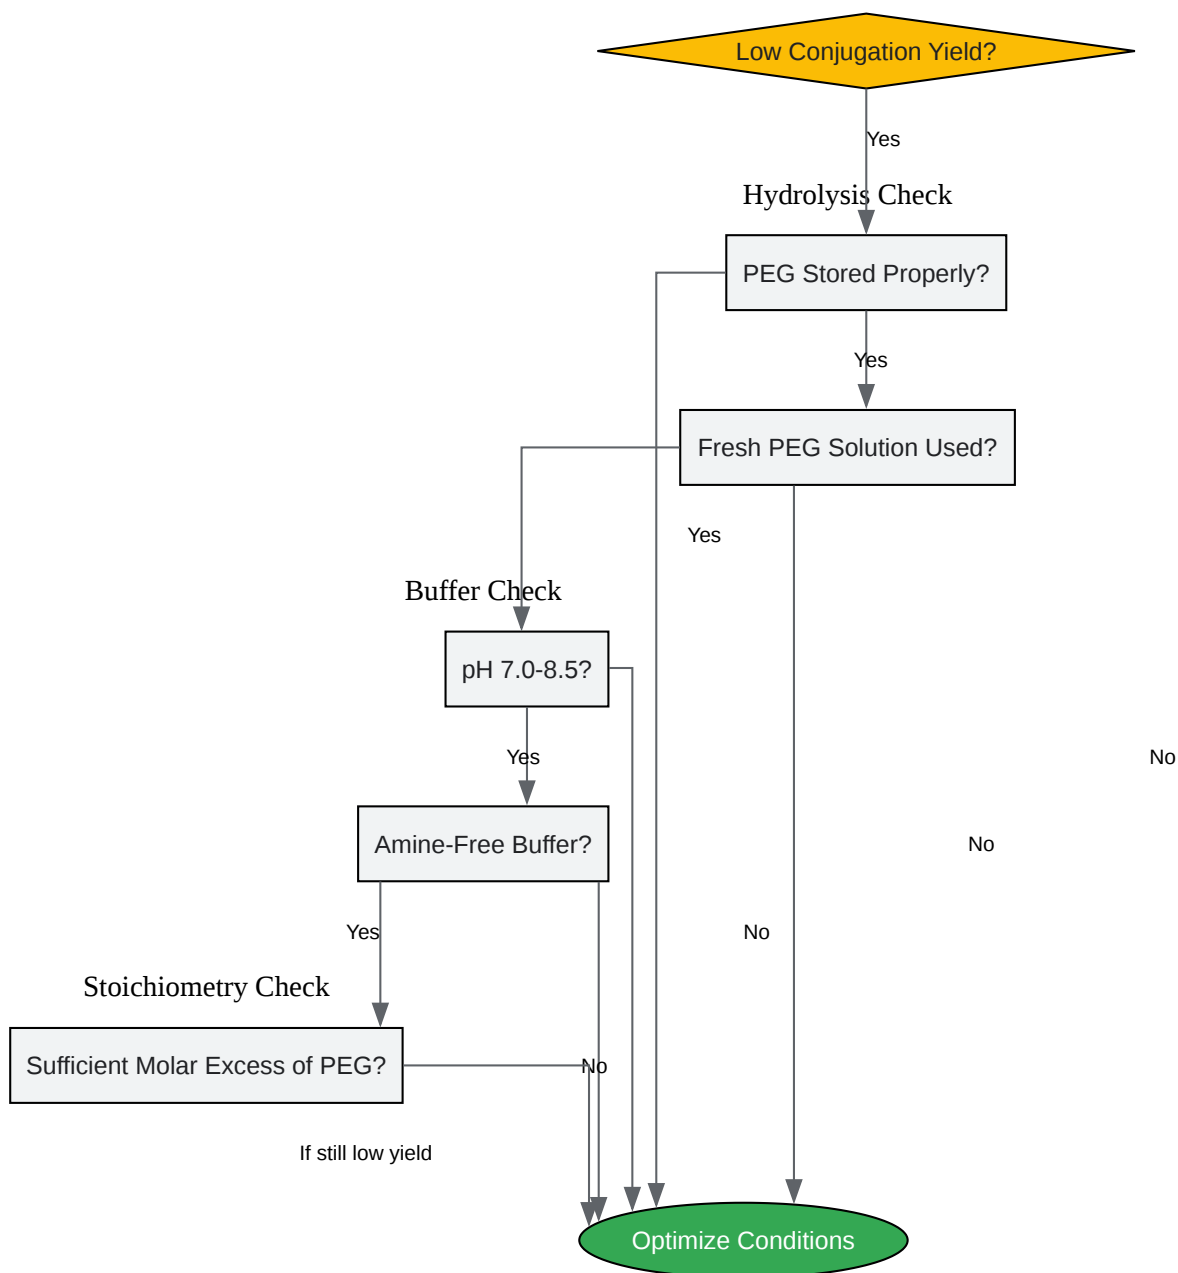 Low Conjugation Yield?
Yes
Hydrolysis Check
PEG Stored Properly?
Yes
Fresh PEG Solution Used?
Yes
Buffer Check
pH 7.0-8.5?
Yes
No
Amine-Free Buffer?
No
Yes
No
Stoichiometry Check
Sufficient Molar Excess of PEG?
No
If still low yield
Optimize Conditions